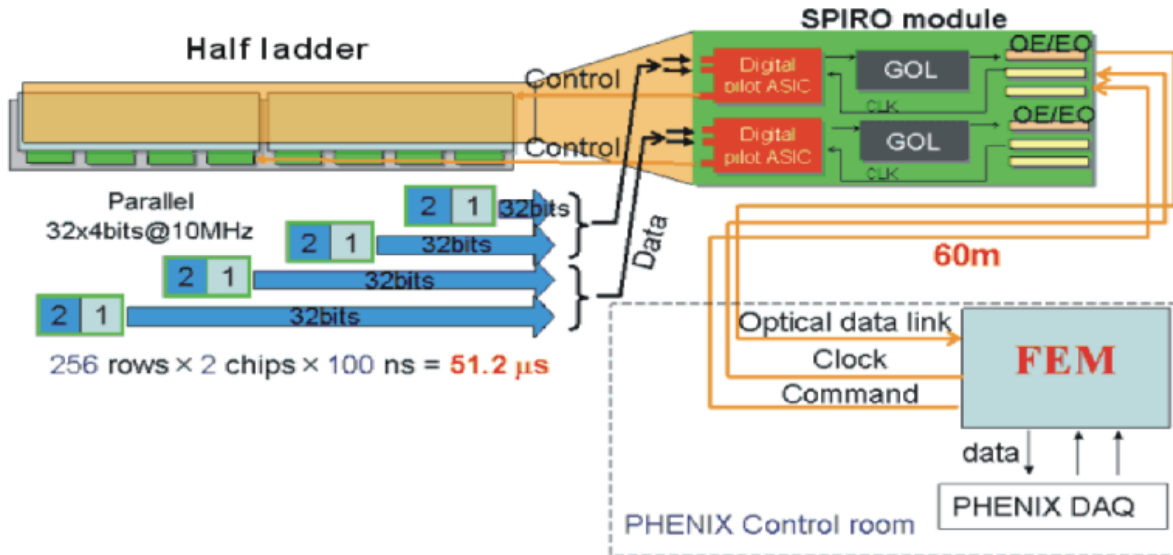 SPIRO module
Half ladder
OE/EO
Control
Digital
pilot ASIC
GOL
CLK
OE/EO
Control
Digital
pilot ASIC
GOL
CLK
Parallel
32x4bits@10MHz
2 1 32bits
2 1 32bits
2 1 32bits
2 1 32bits
Data
256 rows × 2 chips × 100 ns = 51.2 μs
60m
Optical data link
Clock
Command
FEM
data
PHENIX DAQ
PHENIX Control room